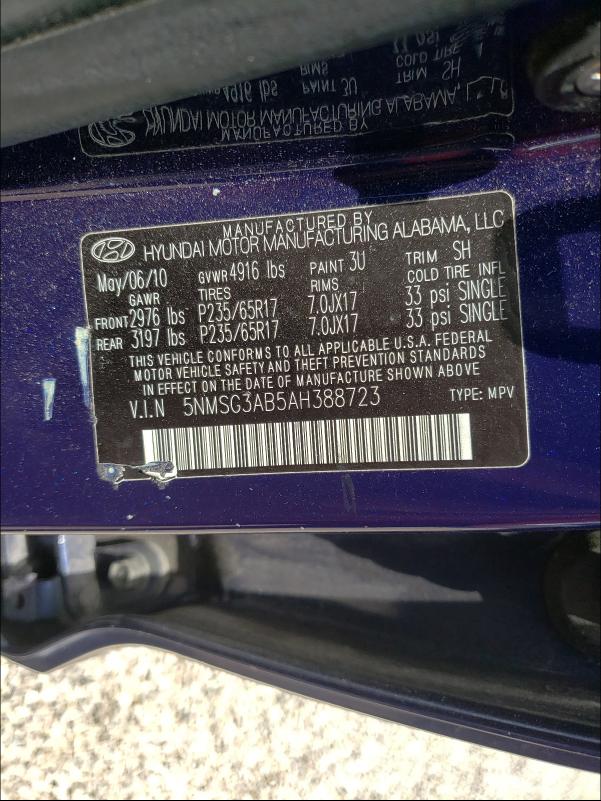 MANUFACTURED BY
HYUNDAI MOTOR MANUFACTURING ALABAMA, LLC
May/06/10 GVWR 4916 lbs PAINT 3U TRIM SH
GAWR TIRES RIMS COLD TIRE INFL
FRONT 2976 lbs P235/65R17 7.0JX17 33 psi SINGLE
REAR 3197 lbs P235/65R17 7.0JX17 33 psi SINGLE
THIS VEHICLE CONFORMS TO ALL APPLICABLE U.S.A. FEDERAL
MOTOR VEHICLE SAFETY AND THEFT PREVENTION STANDARDS
IN EFFECT ON THE DATE OF MANUFACTURE SHOWN ABOVE
V.I.N 5NMSG3AB5AH388723 TYPE: MPV